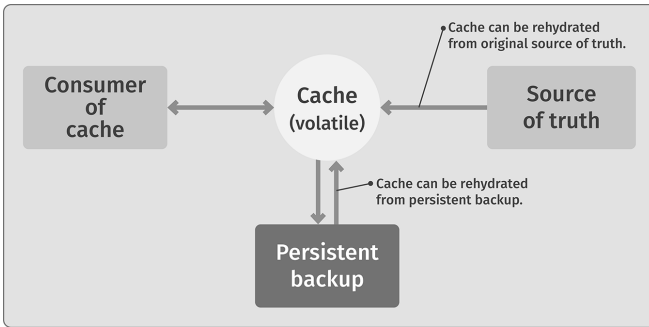 Cache can be rehydrated
from original source of truth.
Consumer
of
cache
Cache
(volatile)
Source
of truth
Cache can be rehydrated
from persistent backup.
Persistent
backup